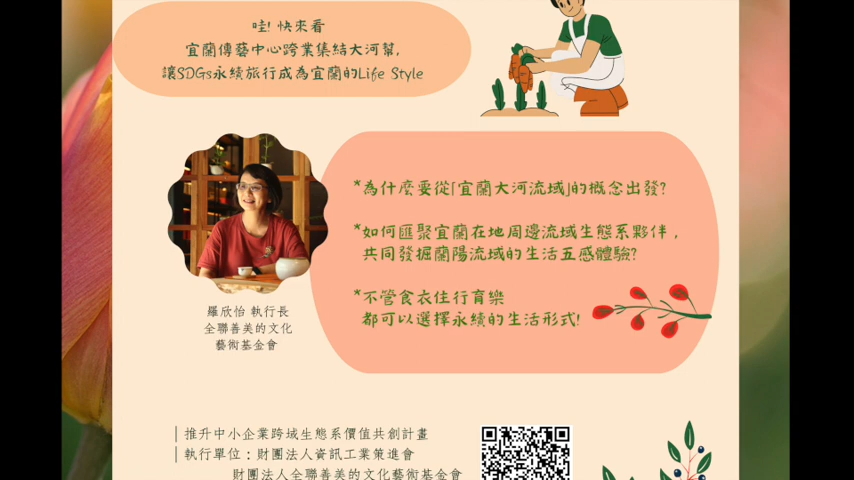 哇! 快來看
宜蘭傳藝中心跨業集結大河幫,
讓SDGs永續旅行成為宜蘭的Life Style
*為什麼要從「宜蘭大河流域」的概念出發?
*如何匯聚宜蘭在地周邊流域生態系夥伴，
共同發掘蘭陽流域的生活五感體驗?
*不管食衣住行育樂
都可以選擇永續的生活形式!
羅欣怡 執行長
全聯善美的文化
藝術基金會
│推升中小企業跨域生態系價值共創計畫
│執行單位：財團法人資訊工業策進會
財團法人全聯善美的文化藝術基金會